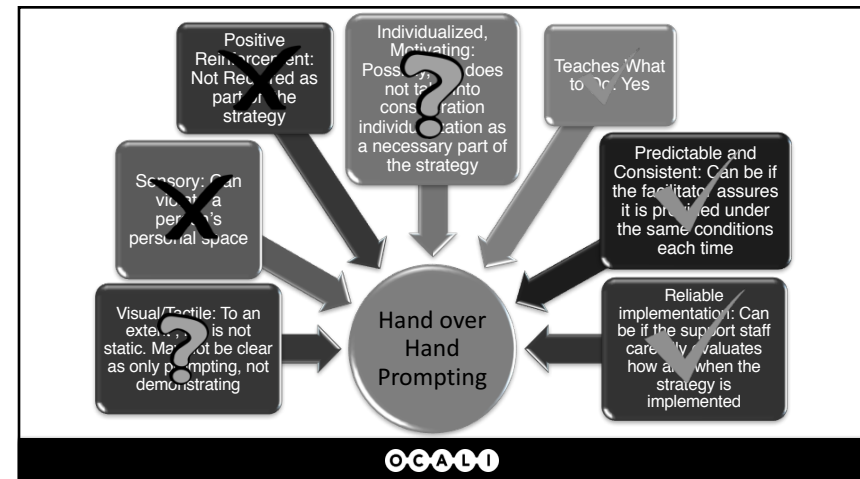 Positive
Reinforcement:
Not Required as
part of the
strategy
Individualized,
Motivating:
Possibly, does
not take into
consideration
individualization as
a necessary part of
the strategy
Teaches What
to Do: Yes
Sensory: Can
violate a
person's
personal space
Predictable and
Consistent: Can be if
the facilitator assures
it is provided under
the same conditions
each time
Visual/Tactile: To an
extent, is not
static. May not be clear
as only prompting, not
demonstrating
Hand over
Hand
Prompting
Reliable
implementation: Can
be if the support staff
carefully evaluates
how and when the
strategy is
implemented
OCALI